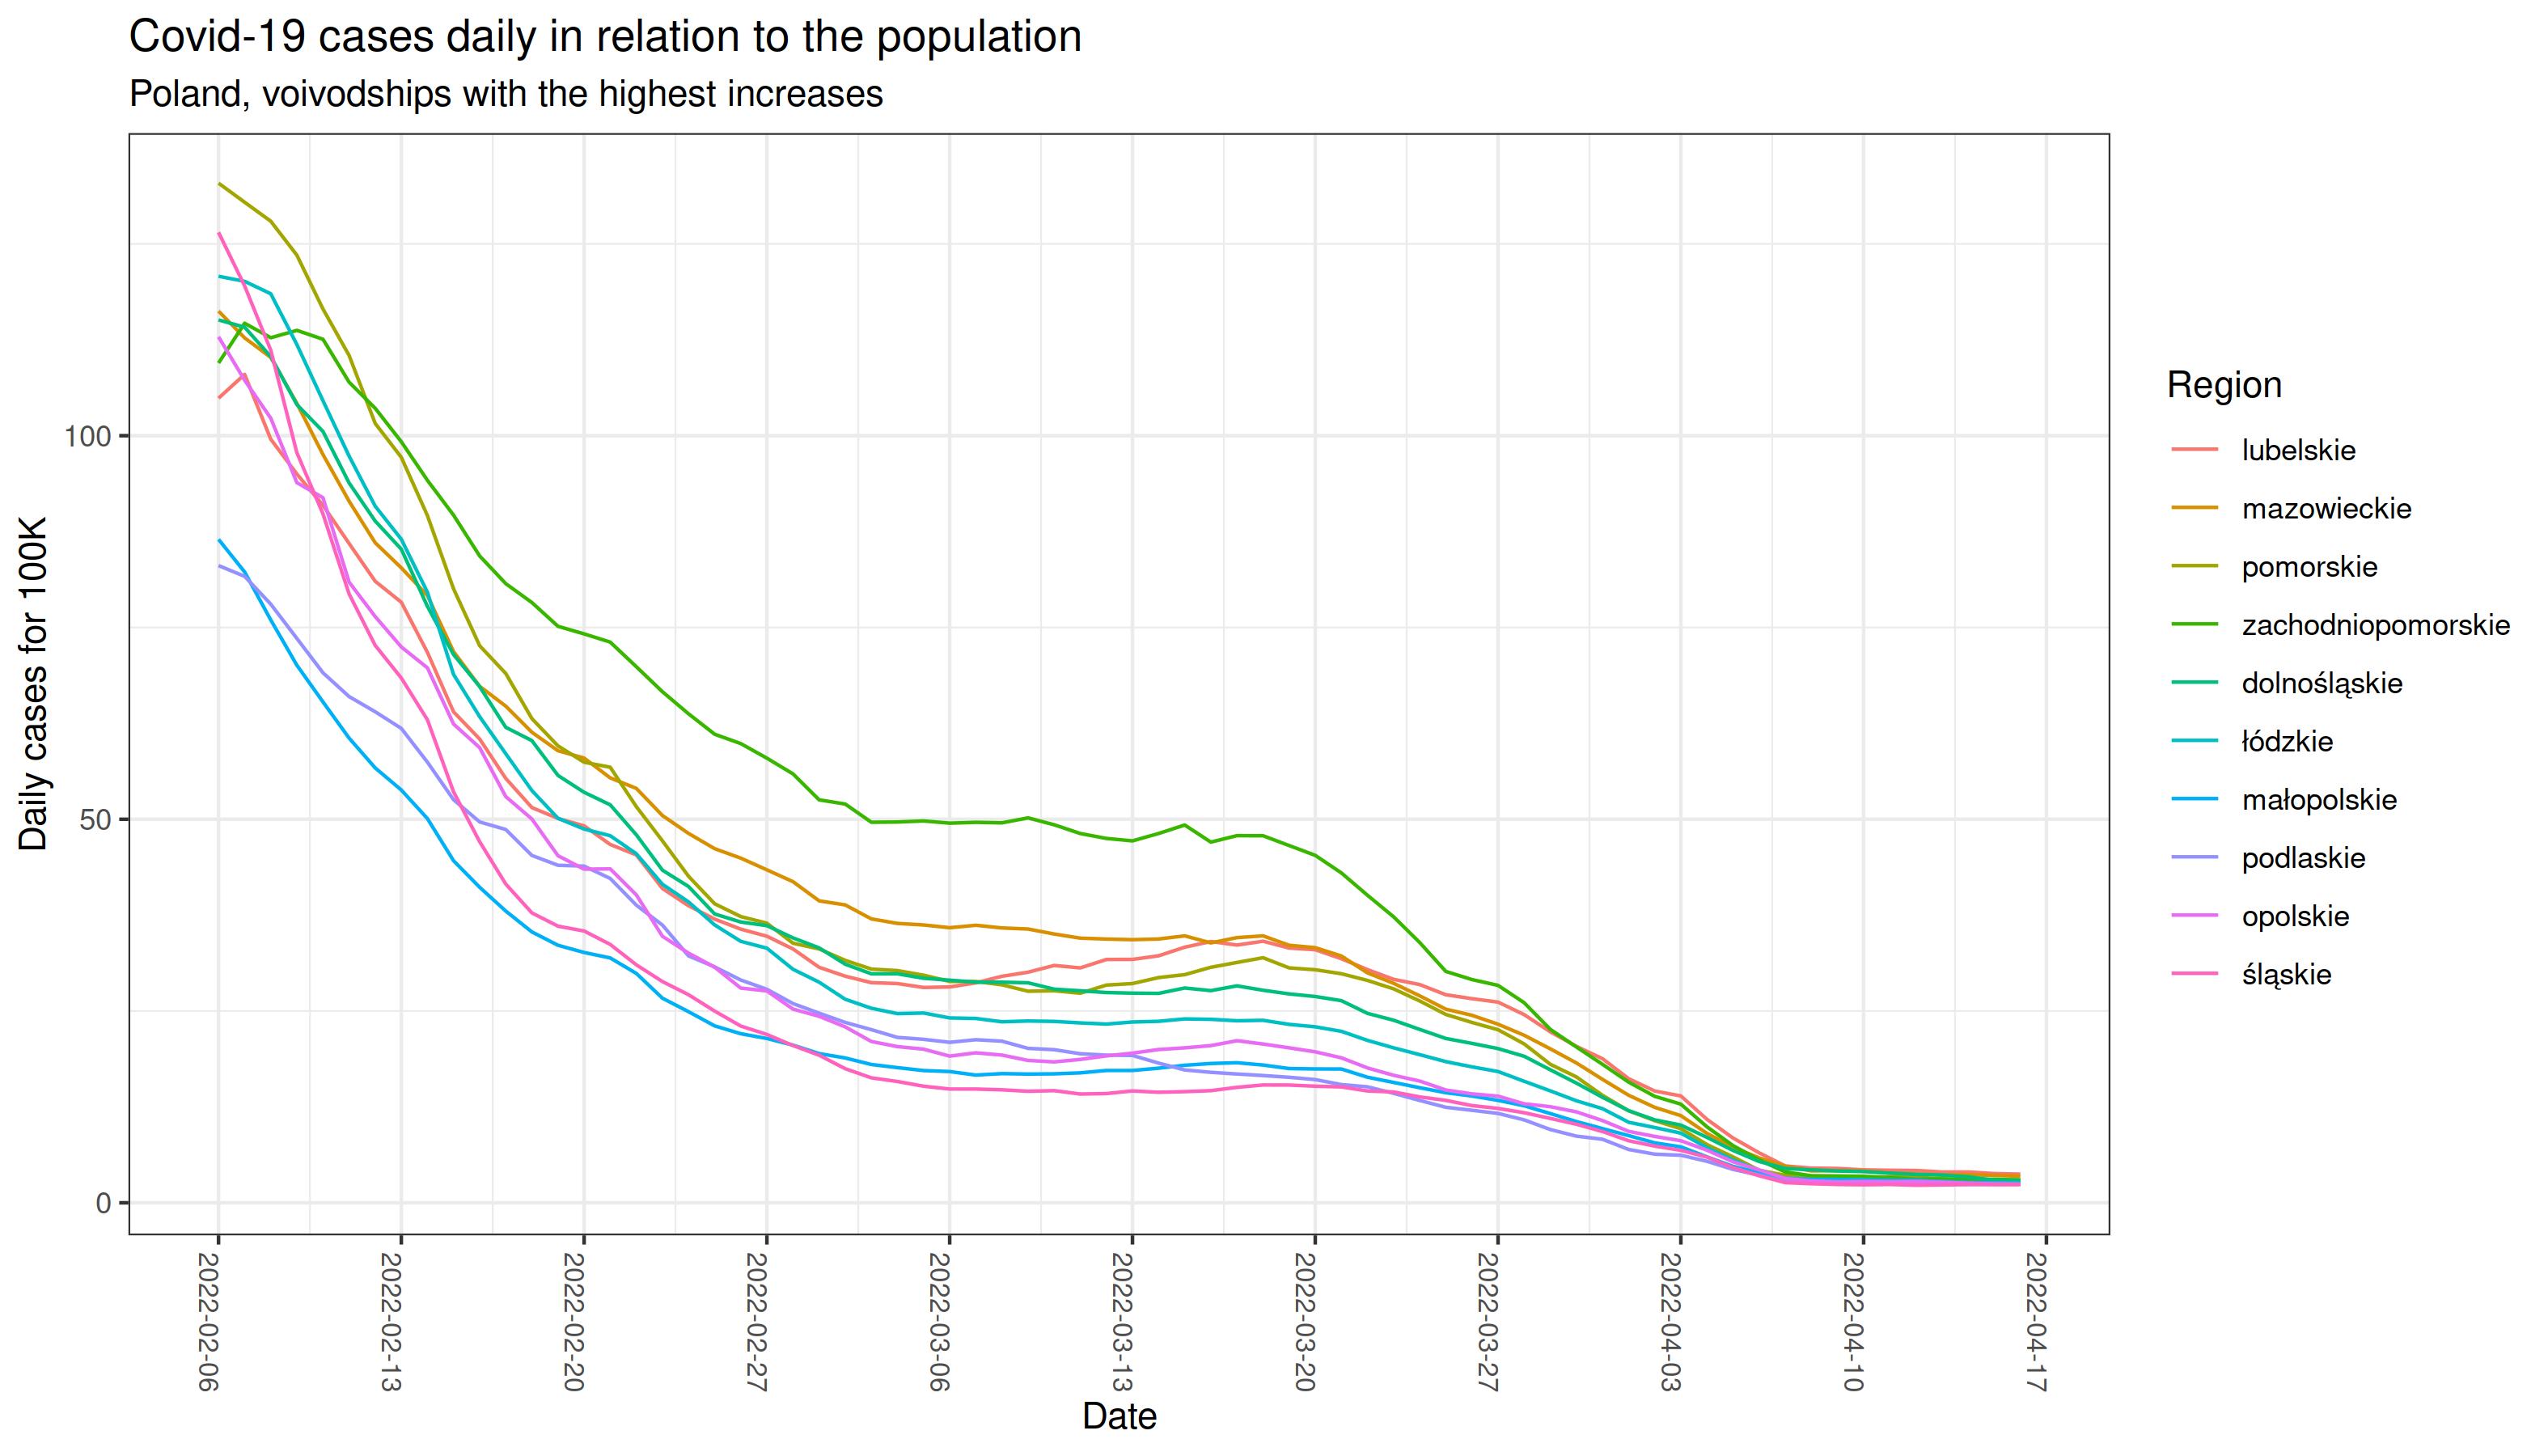 Covid-19 cases daily in relation to the population
Poland, voivodships with the highest increases
Daily cases for 100K
100
50
0
2022-02-06
2022-02-13
2022-02-20
2022-02-27
2022-03-06
2022-03-13
2022-03-20
2022-03-27
2022-04-03
2022-04-10
2022-04-17
Date
Region
lubelskie
mazowieckie
pomorskie
zachodniopomorskie
dolnośląskie
łódzkie
małopolskie
podlaskie
opolskie
śląskie